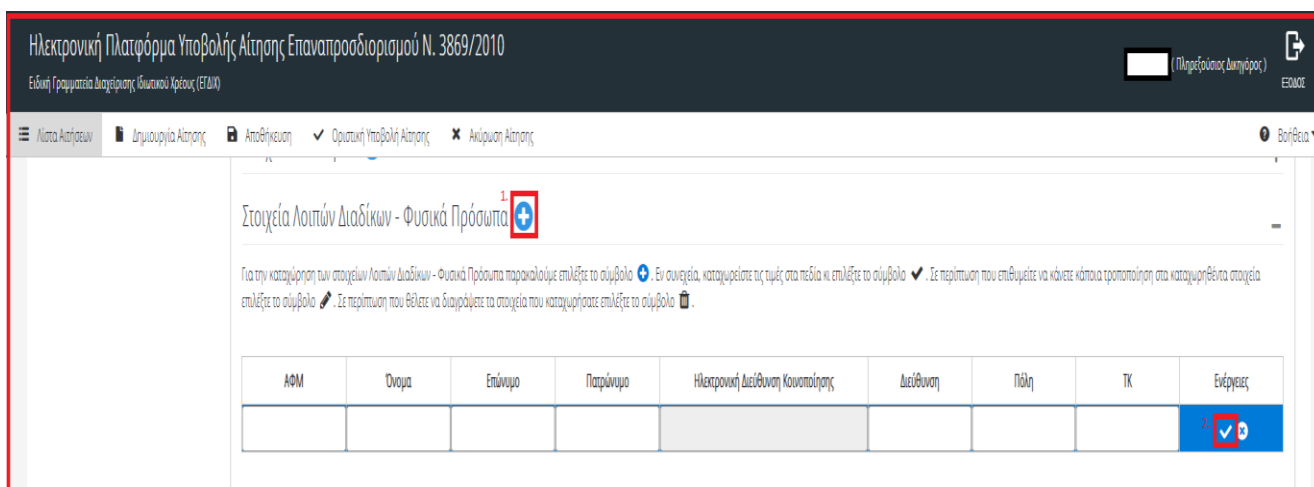 Ηλεκτρονική Πλατφόρμα Υποβολής Αίτησης Επαναπροσδιορισμού Ν. 3869/2010
Ειδική Γραμματεία Διαχείρισης Ιδιωτικού Χρέους (ΕΓΔΙΧ)
( Πληρεξούσιος Δικηγόρος )
ΕΞΟΔΟΣ
Λίστα Αιτήσεων Δημιουργία Αίτησης Αποθήκευση Οριστική Υποβολή Αίτησης Ακύρωση Αίτησης Βοήθεια
1.
Στοιχεία Λοιπών Διαδίκων - Φυσικά Πρόσωπα
Για την καταχώρηση των στοιχείων Λοιπών Διαδίκων - Φυσικά Πρόσωπα παρακαλούμε επιλέξτε το σύμβολο . Εν συνεχεία, καταχωρείστε τις τιμές στα πεδία κι επιλέξτε το σύμβολο . Σε περίπτωση που επιθυμείτε να κάνετε κάποια τροποποίηση στα καταχωρηθέντα στοιχεία
επιλέξτε το σύμβολο . Σε περίπτωση που θέλετε να διαγράψετε τα στοιχεία που καταχωρήσατε επιλέξτε το σύμβολο .
ΑΦΜ Όνομα Επώνυμο Πατρώνυμο Ηλεκτρονική Διεύθυνση Κοινοποίησης Διεύθυνση Πόλη ΤΚ Ενέργειες
2.